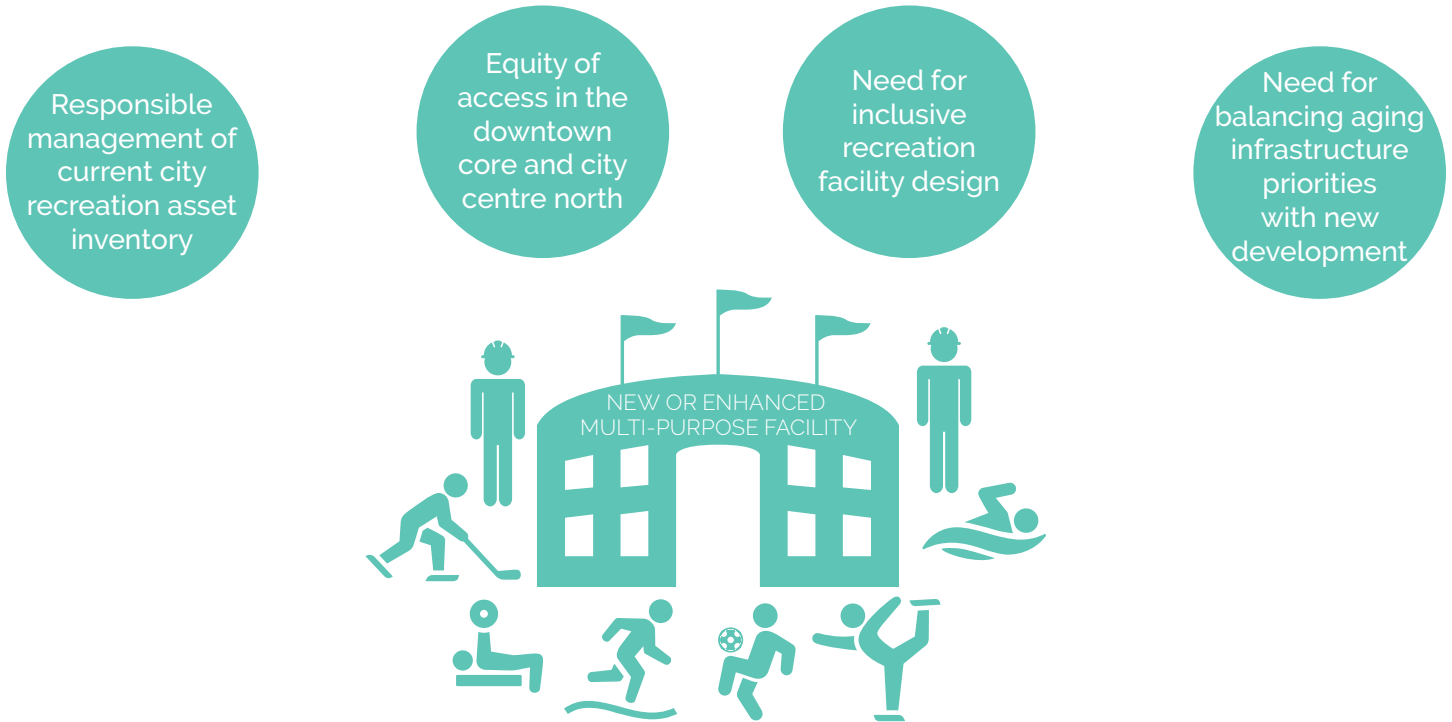 Responsible
management of
current city
recreation asset
inventory
Equity of
access in the
downtown
core and city
centre north
Need for
inclusive
recreation
facility design
Need for
balancing aging
infrastructure
priorities
with new
development
NEW OR ENHANCED
MULTI-PURPOSE FACILITY